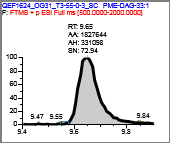 QEF1624_OG31_T3-55-0-3_SC PME-DAG-33:1
F: FTMS + p ESI Full ms [500.0000-2000.0000]
RT: 9.65
AA: 1827644
AH: 331098
SN: 72.94
100
80
60
40
20
0
9.47 9.55 9.84
9.4 9.6 9.8